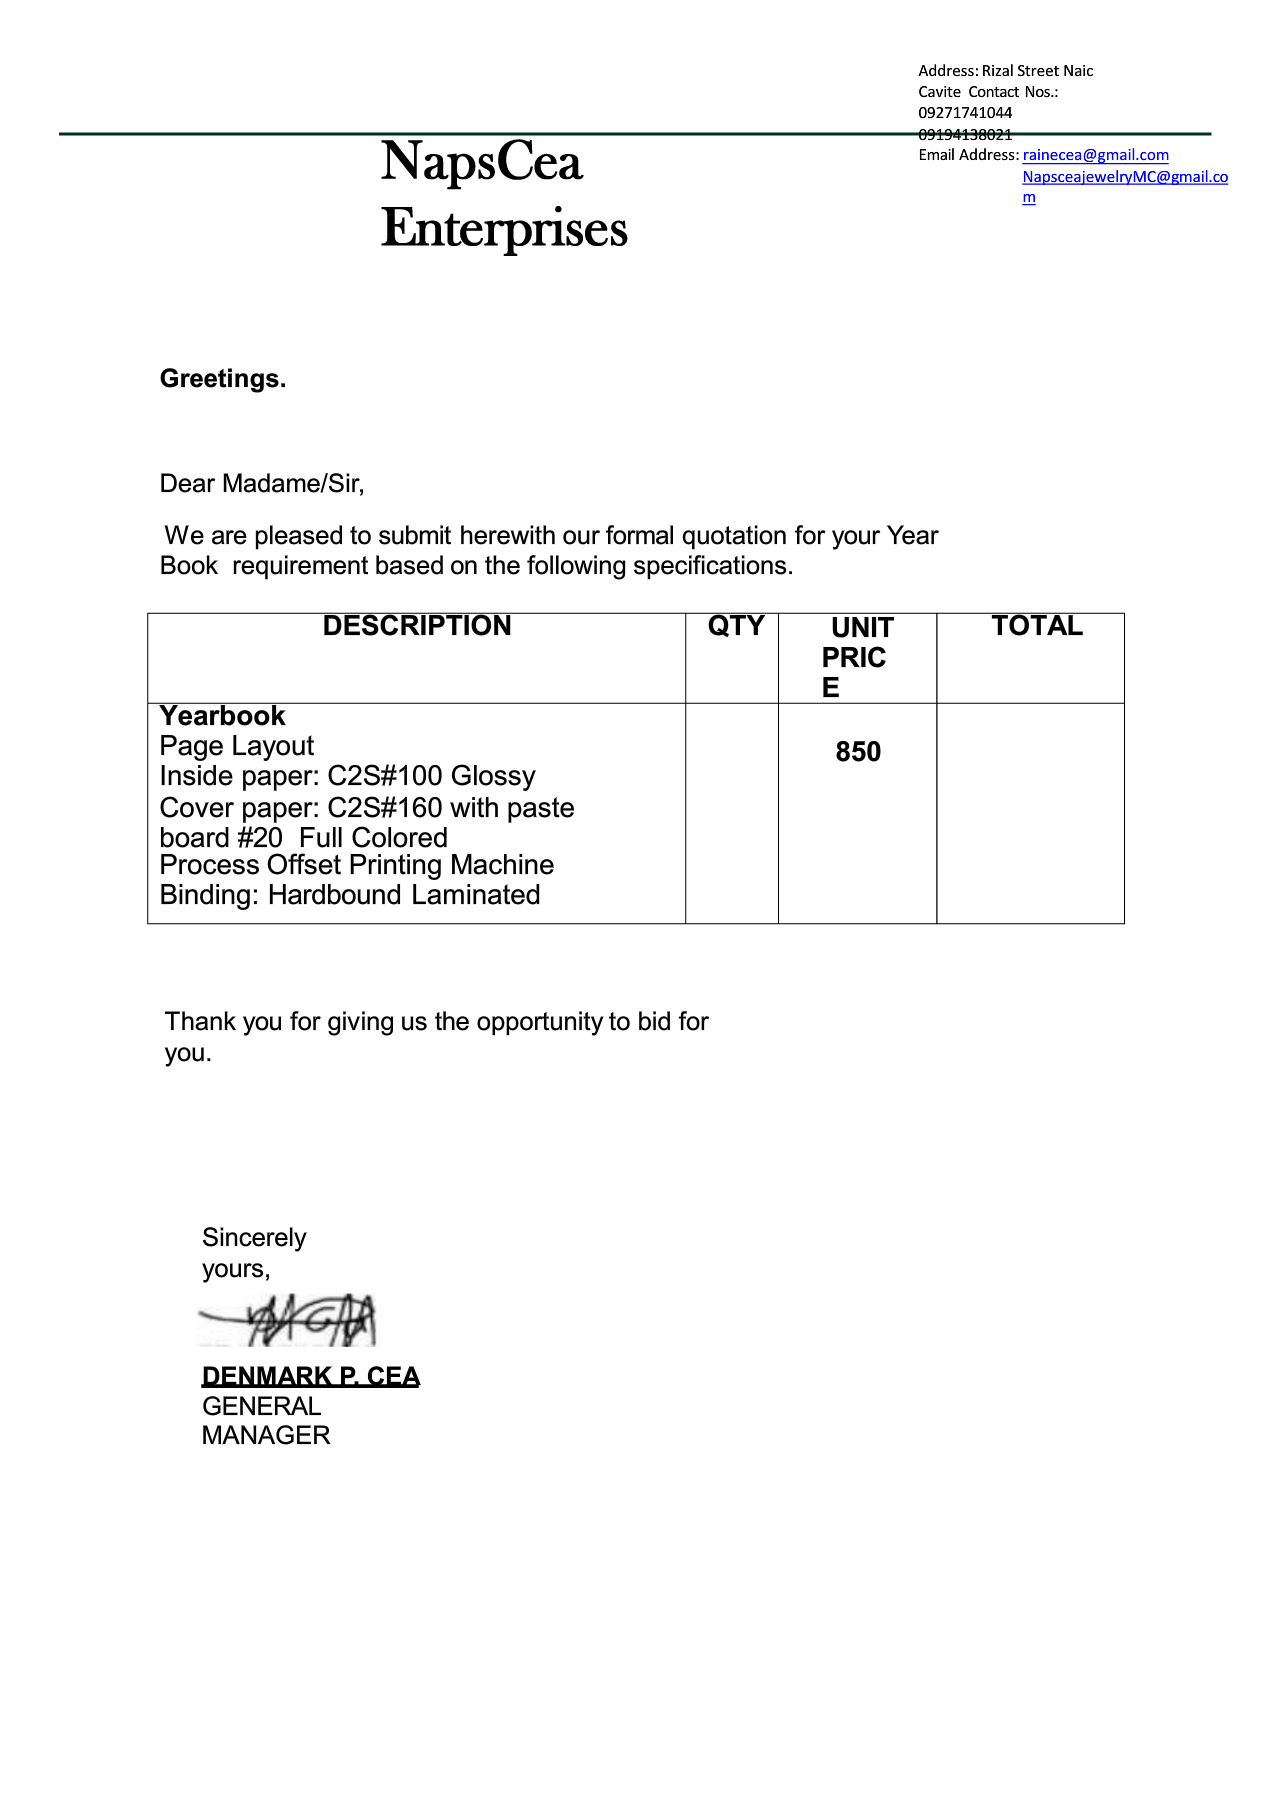 Address: Rizal Street Naic
Cavite Contact Nos.:
09271741044
09194138021
Email Address: rainecea@gmail.com
NapsceajewelryMC@gmail.co
m
NapsCea
Enterprises
Greetings.
Dear Madame/Sir,
We are pleased to submit herewith our formal quotation for your Year
Book requirement based on the following specifications.
DESCRIPTION QTY UNIT PRIC E TOTAL
Yearbook
Page Layout
Inside paper: C2S#100 Glossy
Cover paper: C2S#160 with paste
board #20 Full Colored
Process Offset Printing Machine
Binding: Hardbound Laminated
850
Thank you for giving us the opportunity to bid for
you.
Sincerely
yours,
DENMARK P. CEA
GENERAL
MANAGER